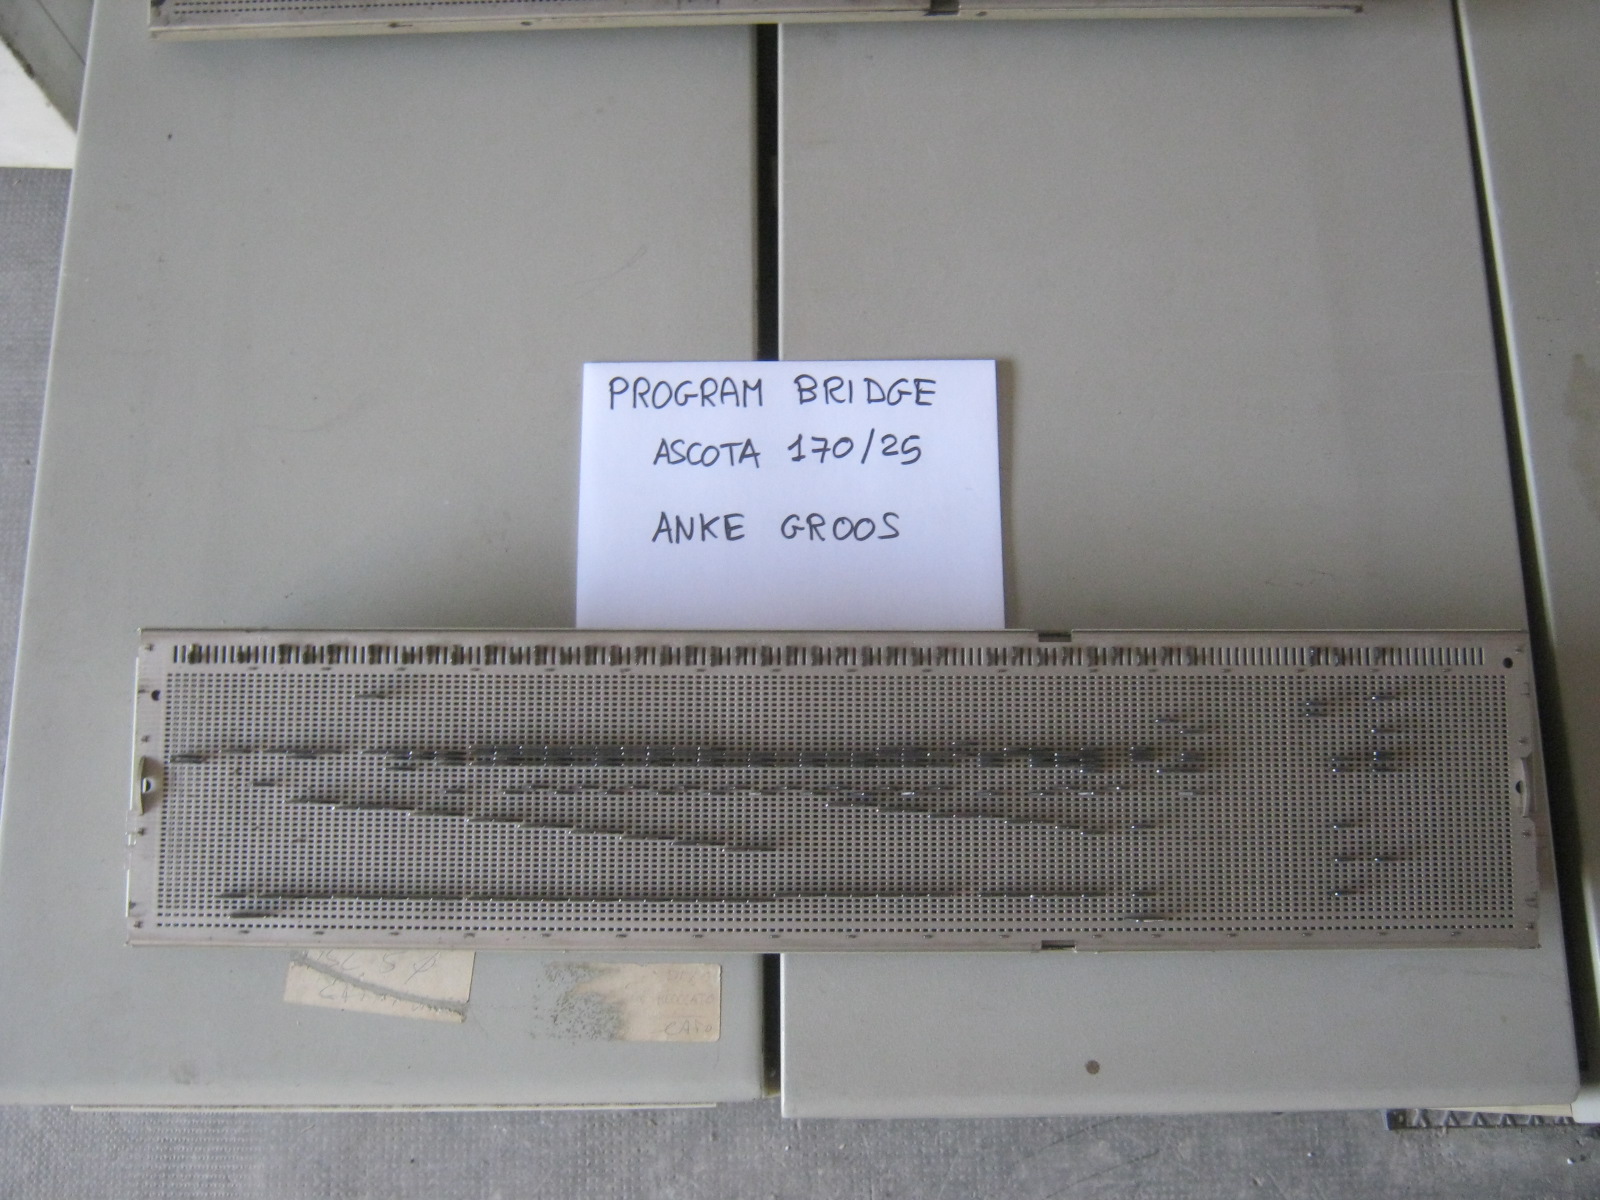 PROGRAM BRIDGE
ASCOTA 170/25
ANKE GROOS